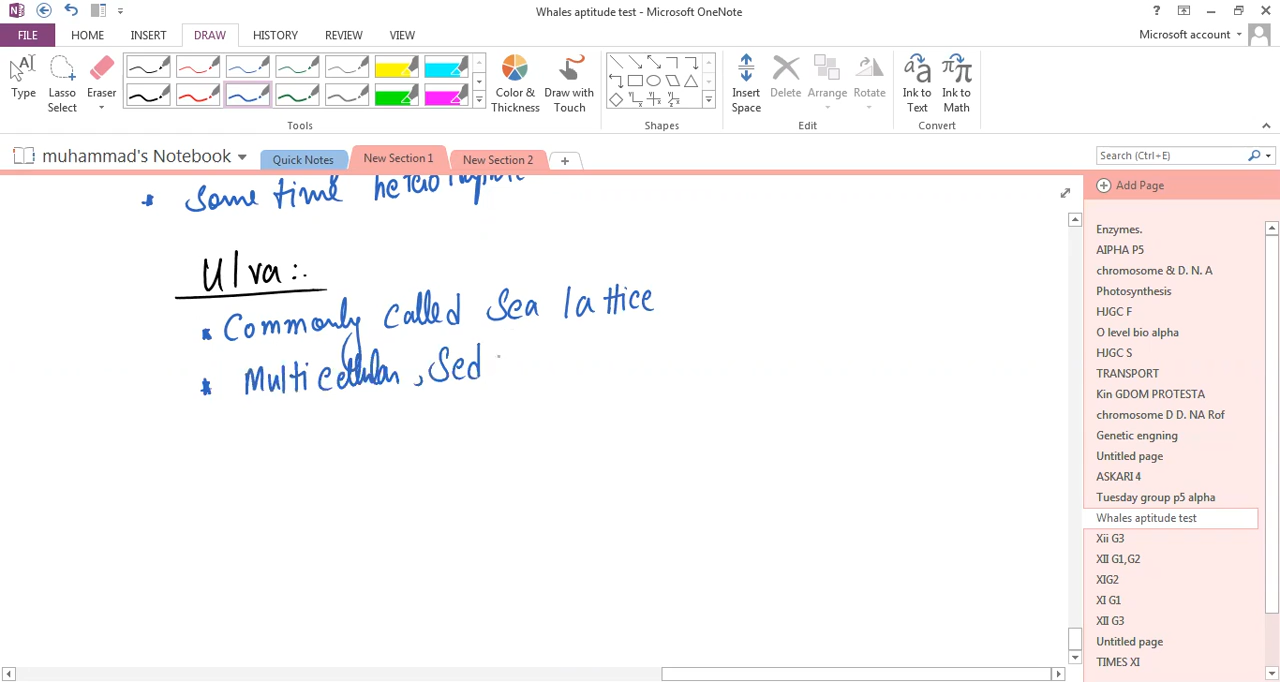 Whales aptitude test - Microsoft OneNote
?
FILE HOME INSERT DRAW HISTORY REVIEW VIEW
Microsoft account
Type
Lasso Select
Eraser
Color & Thickness
Draw with Touch
Insert Space
Delete
Arrange
Rotate
Ink to Text
Ink to Math
Tools
Shapes
Edit
Convert
muhammad's Notebook
Quick Notes
New Section 1
New Section 2
Search (Ctrl+E)
Add Page
• Some time
Ulva:-
• Commonly called Sea lattice
• Multicellular, Sed
Enzymes.
AIPHA P5
chromosome & D. N. A
Photosynthesis
HJGC F
O level bio alpha
HJGC S
TRANSPORT
Kin GDOM PROTESTA
chromosome D D. NA Rof
Genetic engning
Untitled page
ASKARI 4
Tuesday group p5 alpha
Whales aptitude test
Xii G3
XII G1,G2
XIG2
XI G1
XII G3
Untitled page
TIMES XI